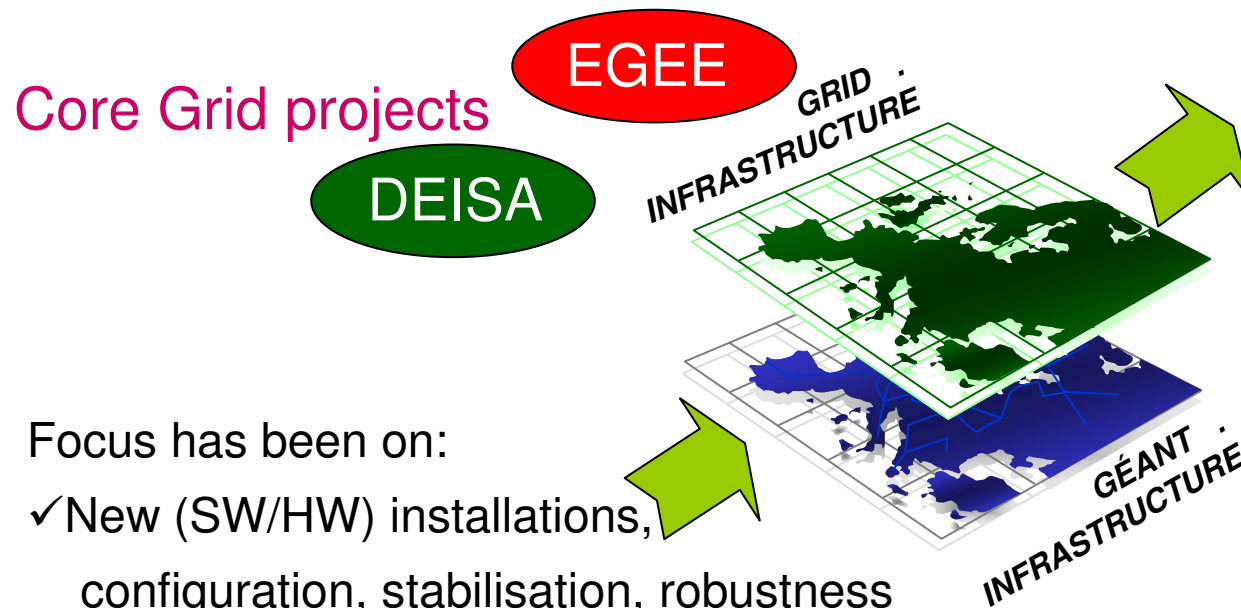 EGEE
Core Grid projects
DEISA
GRID .
INFRASTRUCTURE
Focus has been on:
✓New (SW/HW) installations,
configuration, stabilisation, robustness
GÉANT .
INFRASTRUCTURE